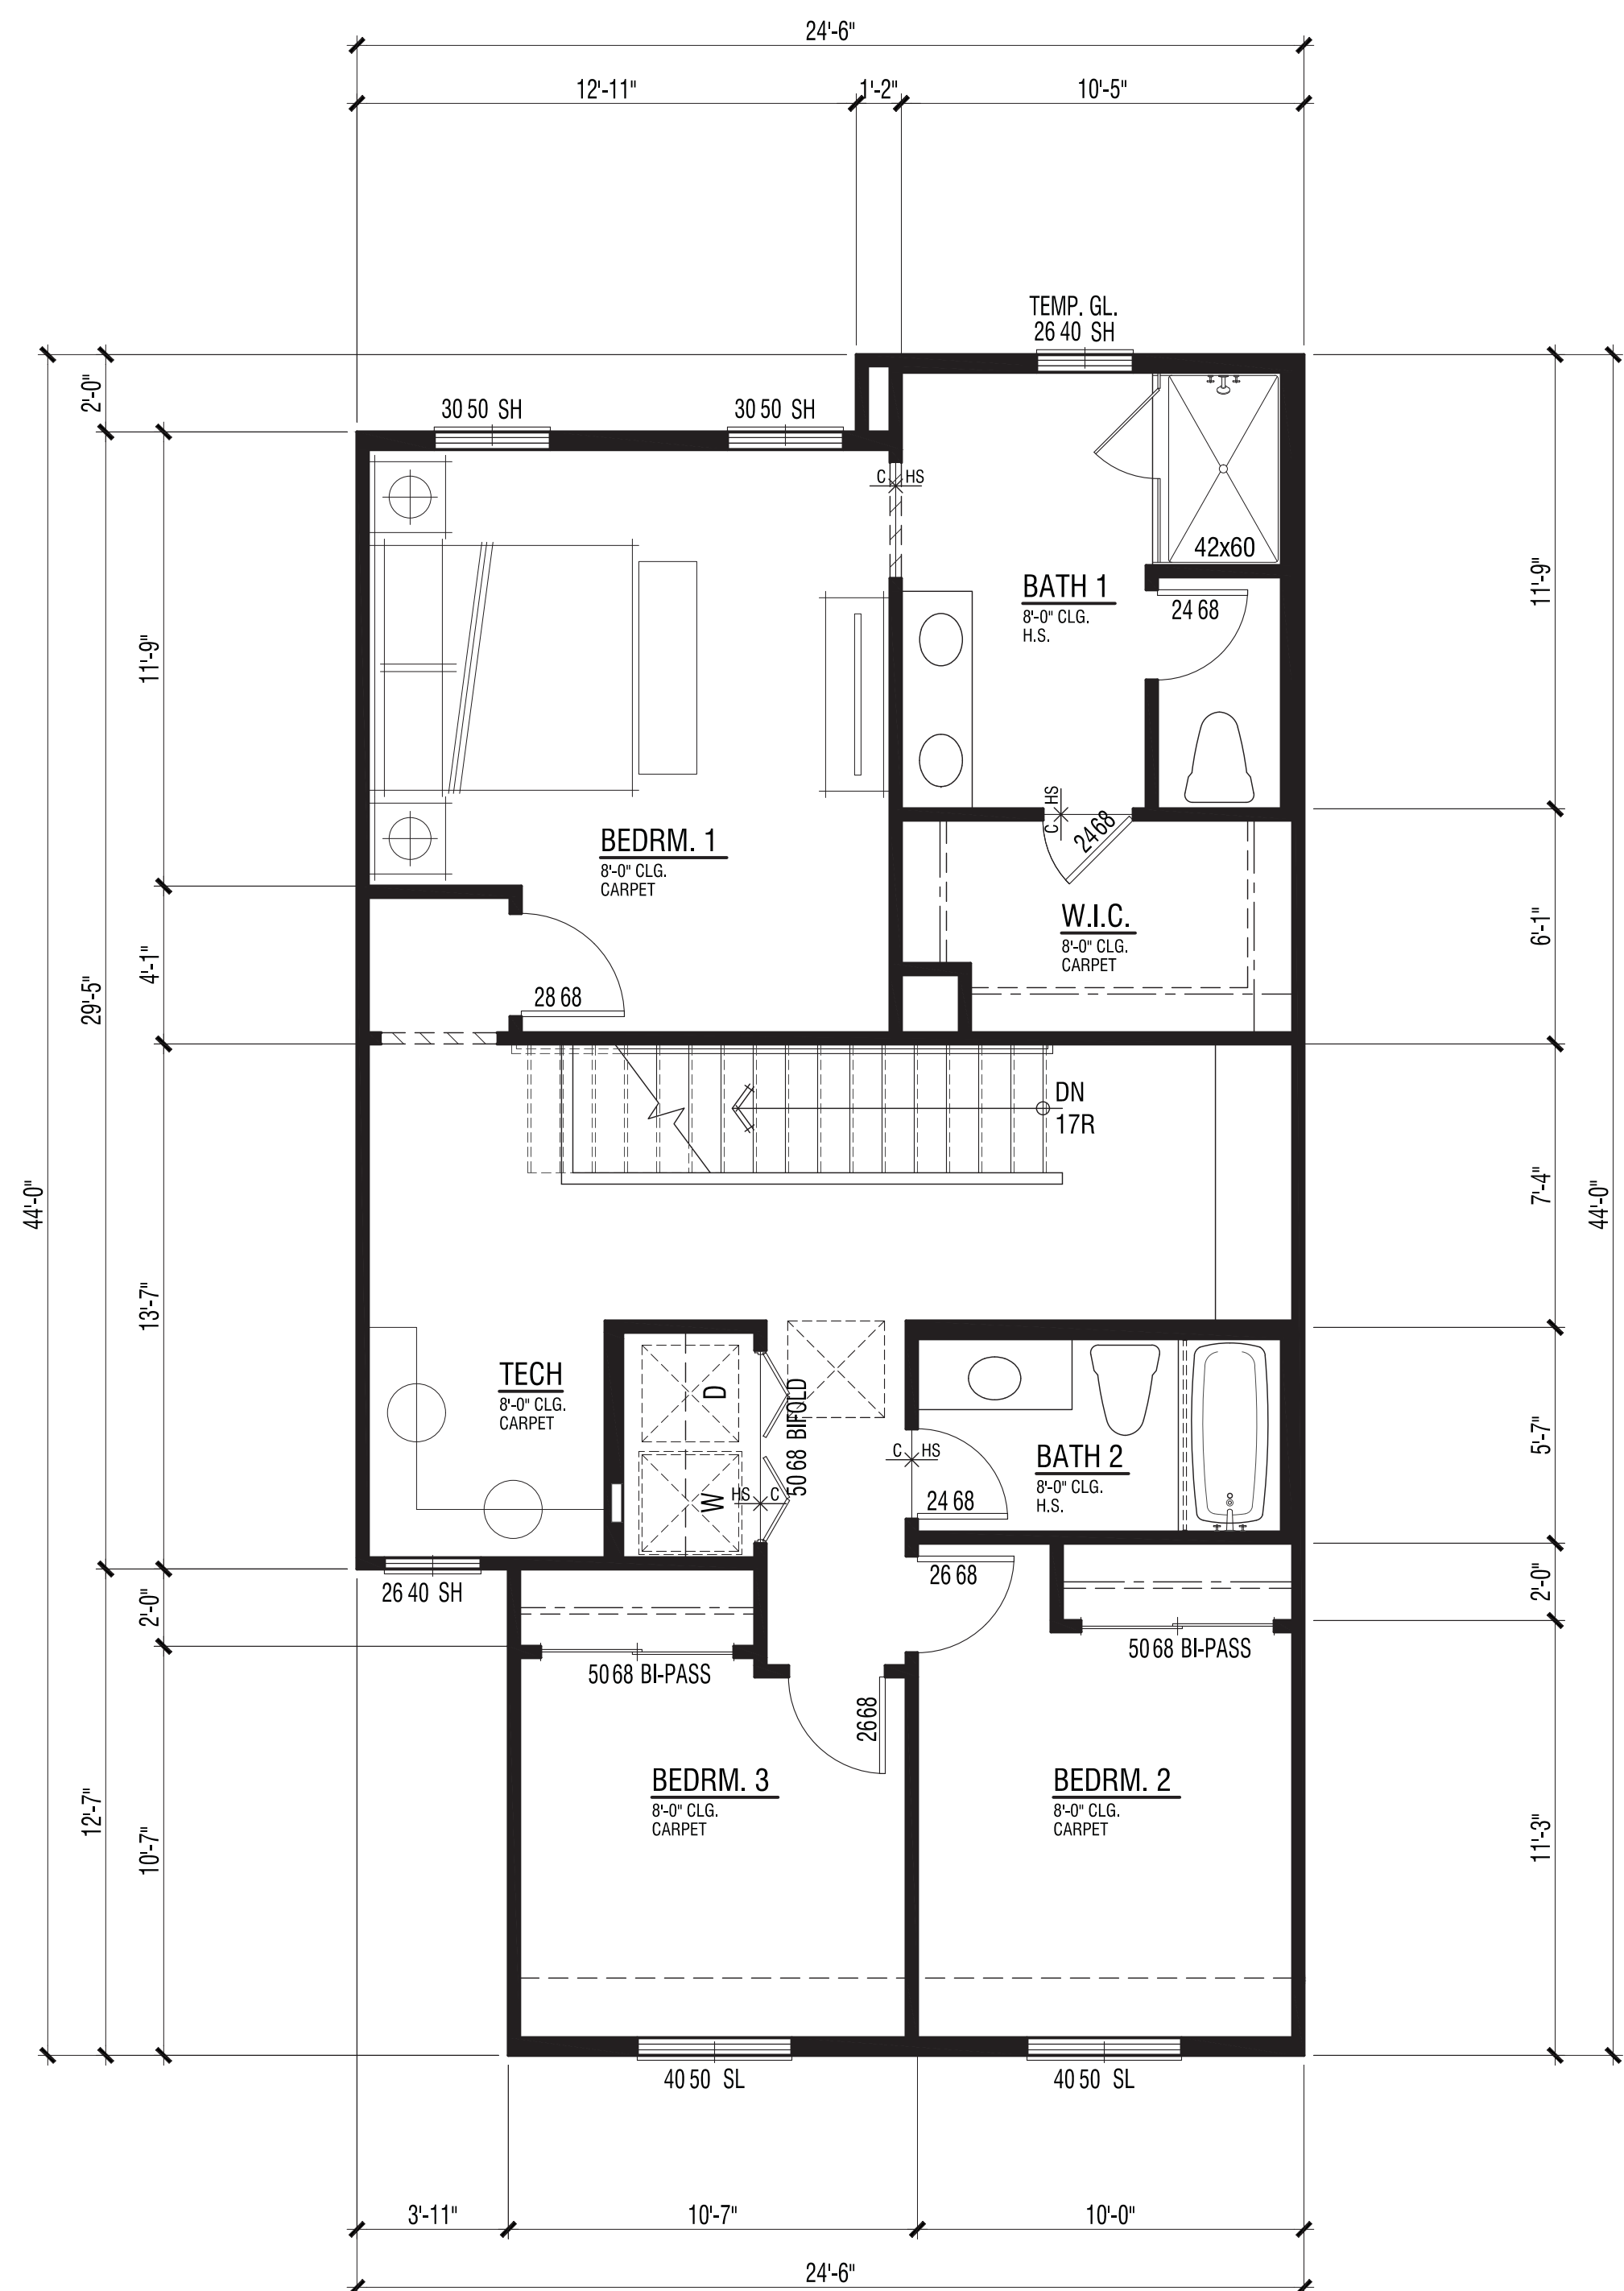 24'-6"
12'-11" 1'-2" 10'-5"
TEMP. GL.
26 40 SH
30 50 SH
30 50 SH
2'-0"
C HS
42x60
BATH 1
8'-0" CLG.
H.S.
24 68
11'-9"
11'-9"
C HS
24 68
BEDRM. 1
8'-0" CLG.
CARPET
W.I.C.
8'-0" CLG.
CARPET
6'-1"
4'-1"
28 68
29'-5"
DN
17R
44'-0"
7'-4"
44'-0"
13'-7"
TECH
8'-0" CLG.
CARPET
D
W
HS C
50 68 BIFOLD
C HS
BATH 2
8'-0" CLG.
H.S.
24 68
5'-7"
26 40 SH
26 68
2'-0"
2'-0"
50 68 BI-PASS
50 68 BI-PASS
26 68
BEDRM. 3
8'-0" CLG.
CARPET
BEDRM. 2
8'-0" CLG.
CARPET
12'-7"
10'-7"
11'-3"
40 50 SL
40 50 SL
3'-11" 10'-7" 10'-0"
24'-6"